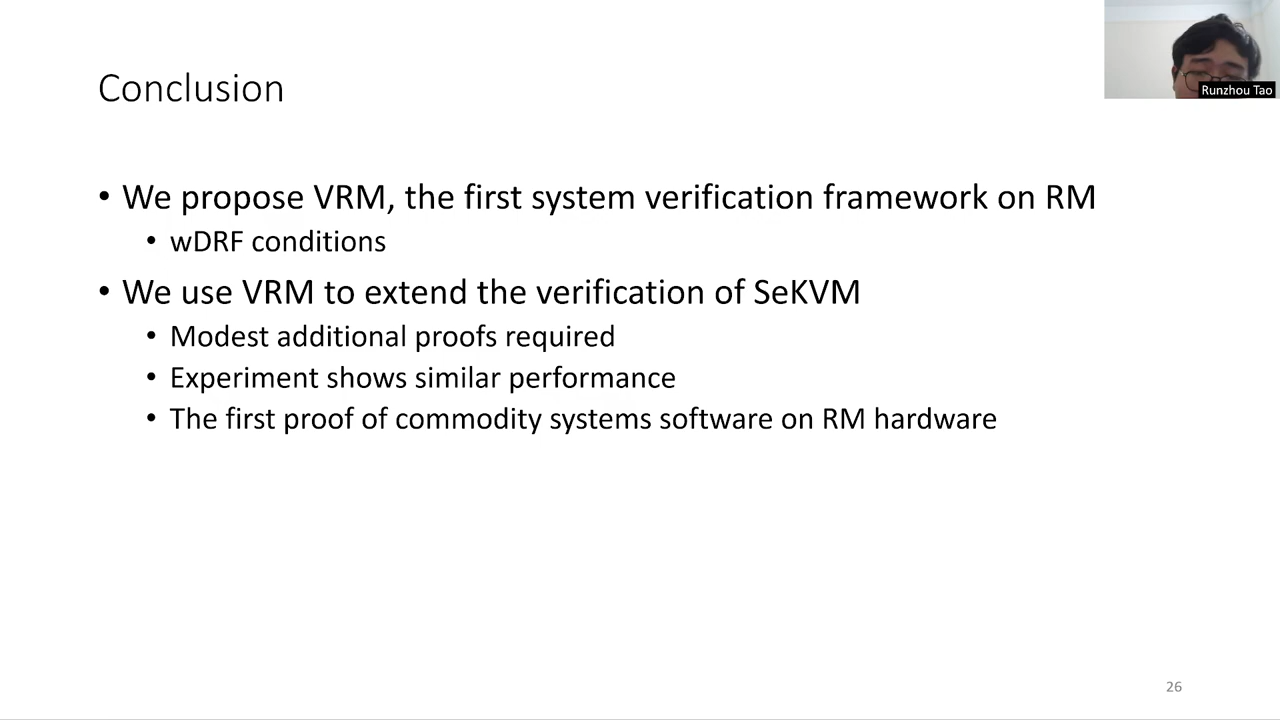 Conclusion
Runzhou Tao
• We propose VRM, the first system verification framework on RM
• wDRF conditions
• We use VRM to extend the verification of SeKVM
• Modest additional proofs required
• Experiment shows similar performance
• The first proof of commodity systems software on RM hardware
26